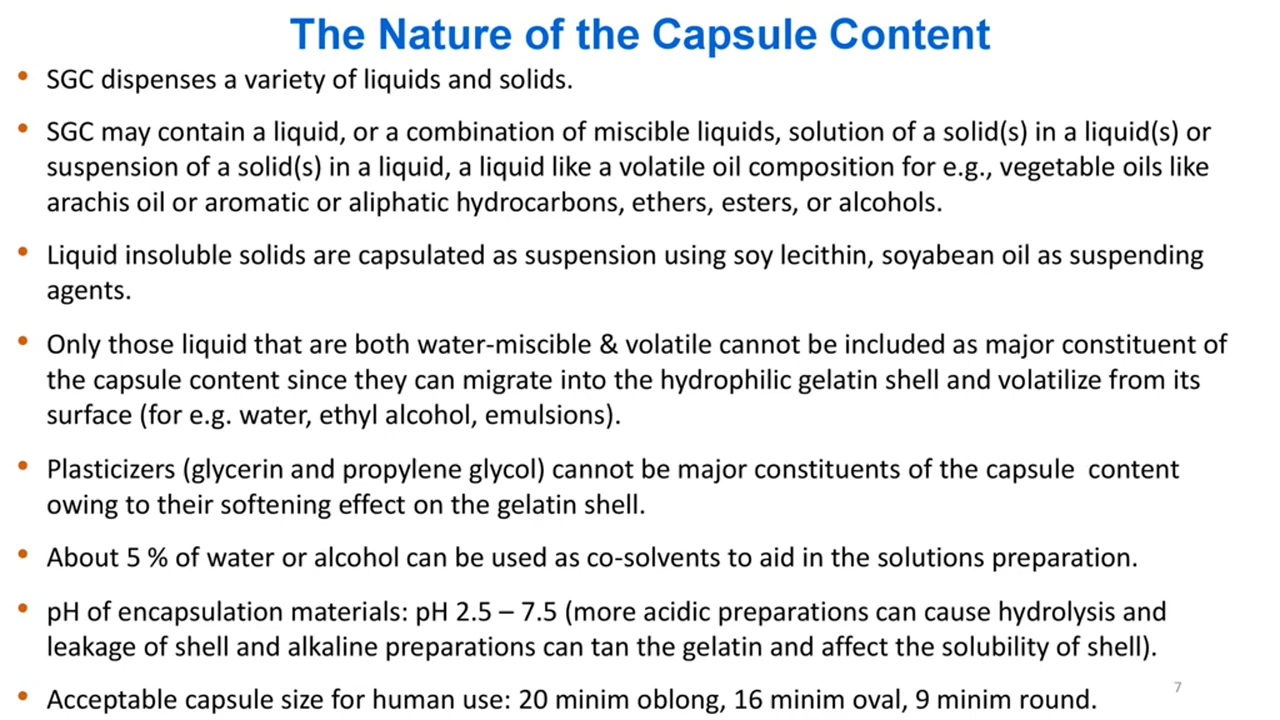 The Nature of the Capsule Content
• SGC dispenses a variety of liquids and solids.
• SGC may contain a liquid, or a combination of miscible liquids, solution of a solid(s) in a liquid(s) or
suspension of a solid(s) in a liquid, a liquid like a volatile oil composition for e.g., vegetable oils like
arachis oil or aromatic or aliphatic hydrocarbons, ethers, esters, or alcohols.
• Liquid insoluble solids are capsulated as suspension using soy lecithin, soyabean oil as suspending
agents.
• Only those liquid that are both water-miscible & volatile cannot be included as major constituent of
the capsule content since they can migrate into the hydrophilic gelatin shell and volatilize from its
surface (for e.g. water, ethyl alcohol, emulsions).
• Plasticizers (glycerin and propylene glycol) cannot be major constituents of the capsule content
owing to their softening effect on the gelatin shell.
• About 5 % of water or alcohol can be used as co-solvents to aid in the solutions preparation.
• pH of encapsulation materials: pH 2.5 – 7.5 (more acidic preparations can cause hydrolysis and
leakage of shell and alkaline preparations can tan the gelatin and affect the solubility of shell).
• Acceptable capsule size for human use: 20 minim oblong, 16 minim oval, 9 minim round.
7